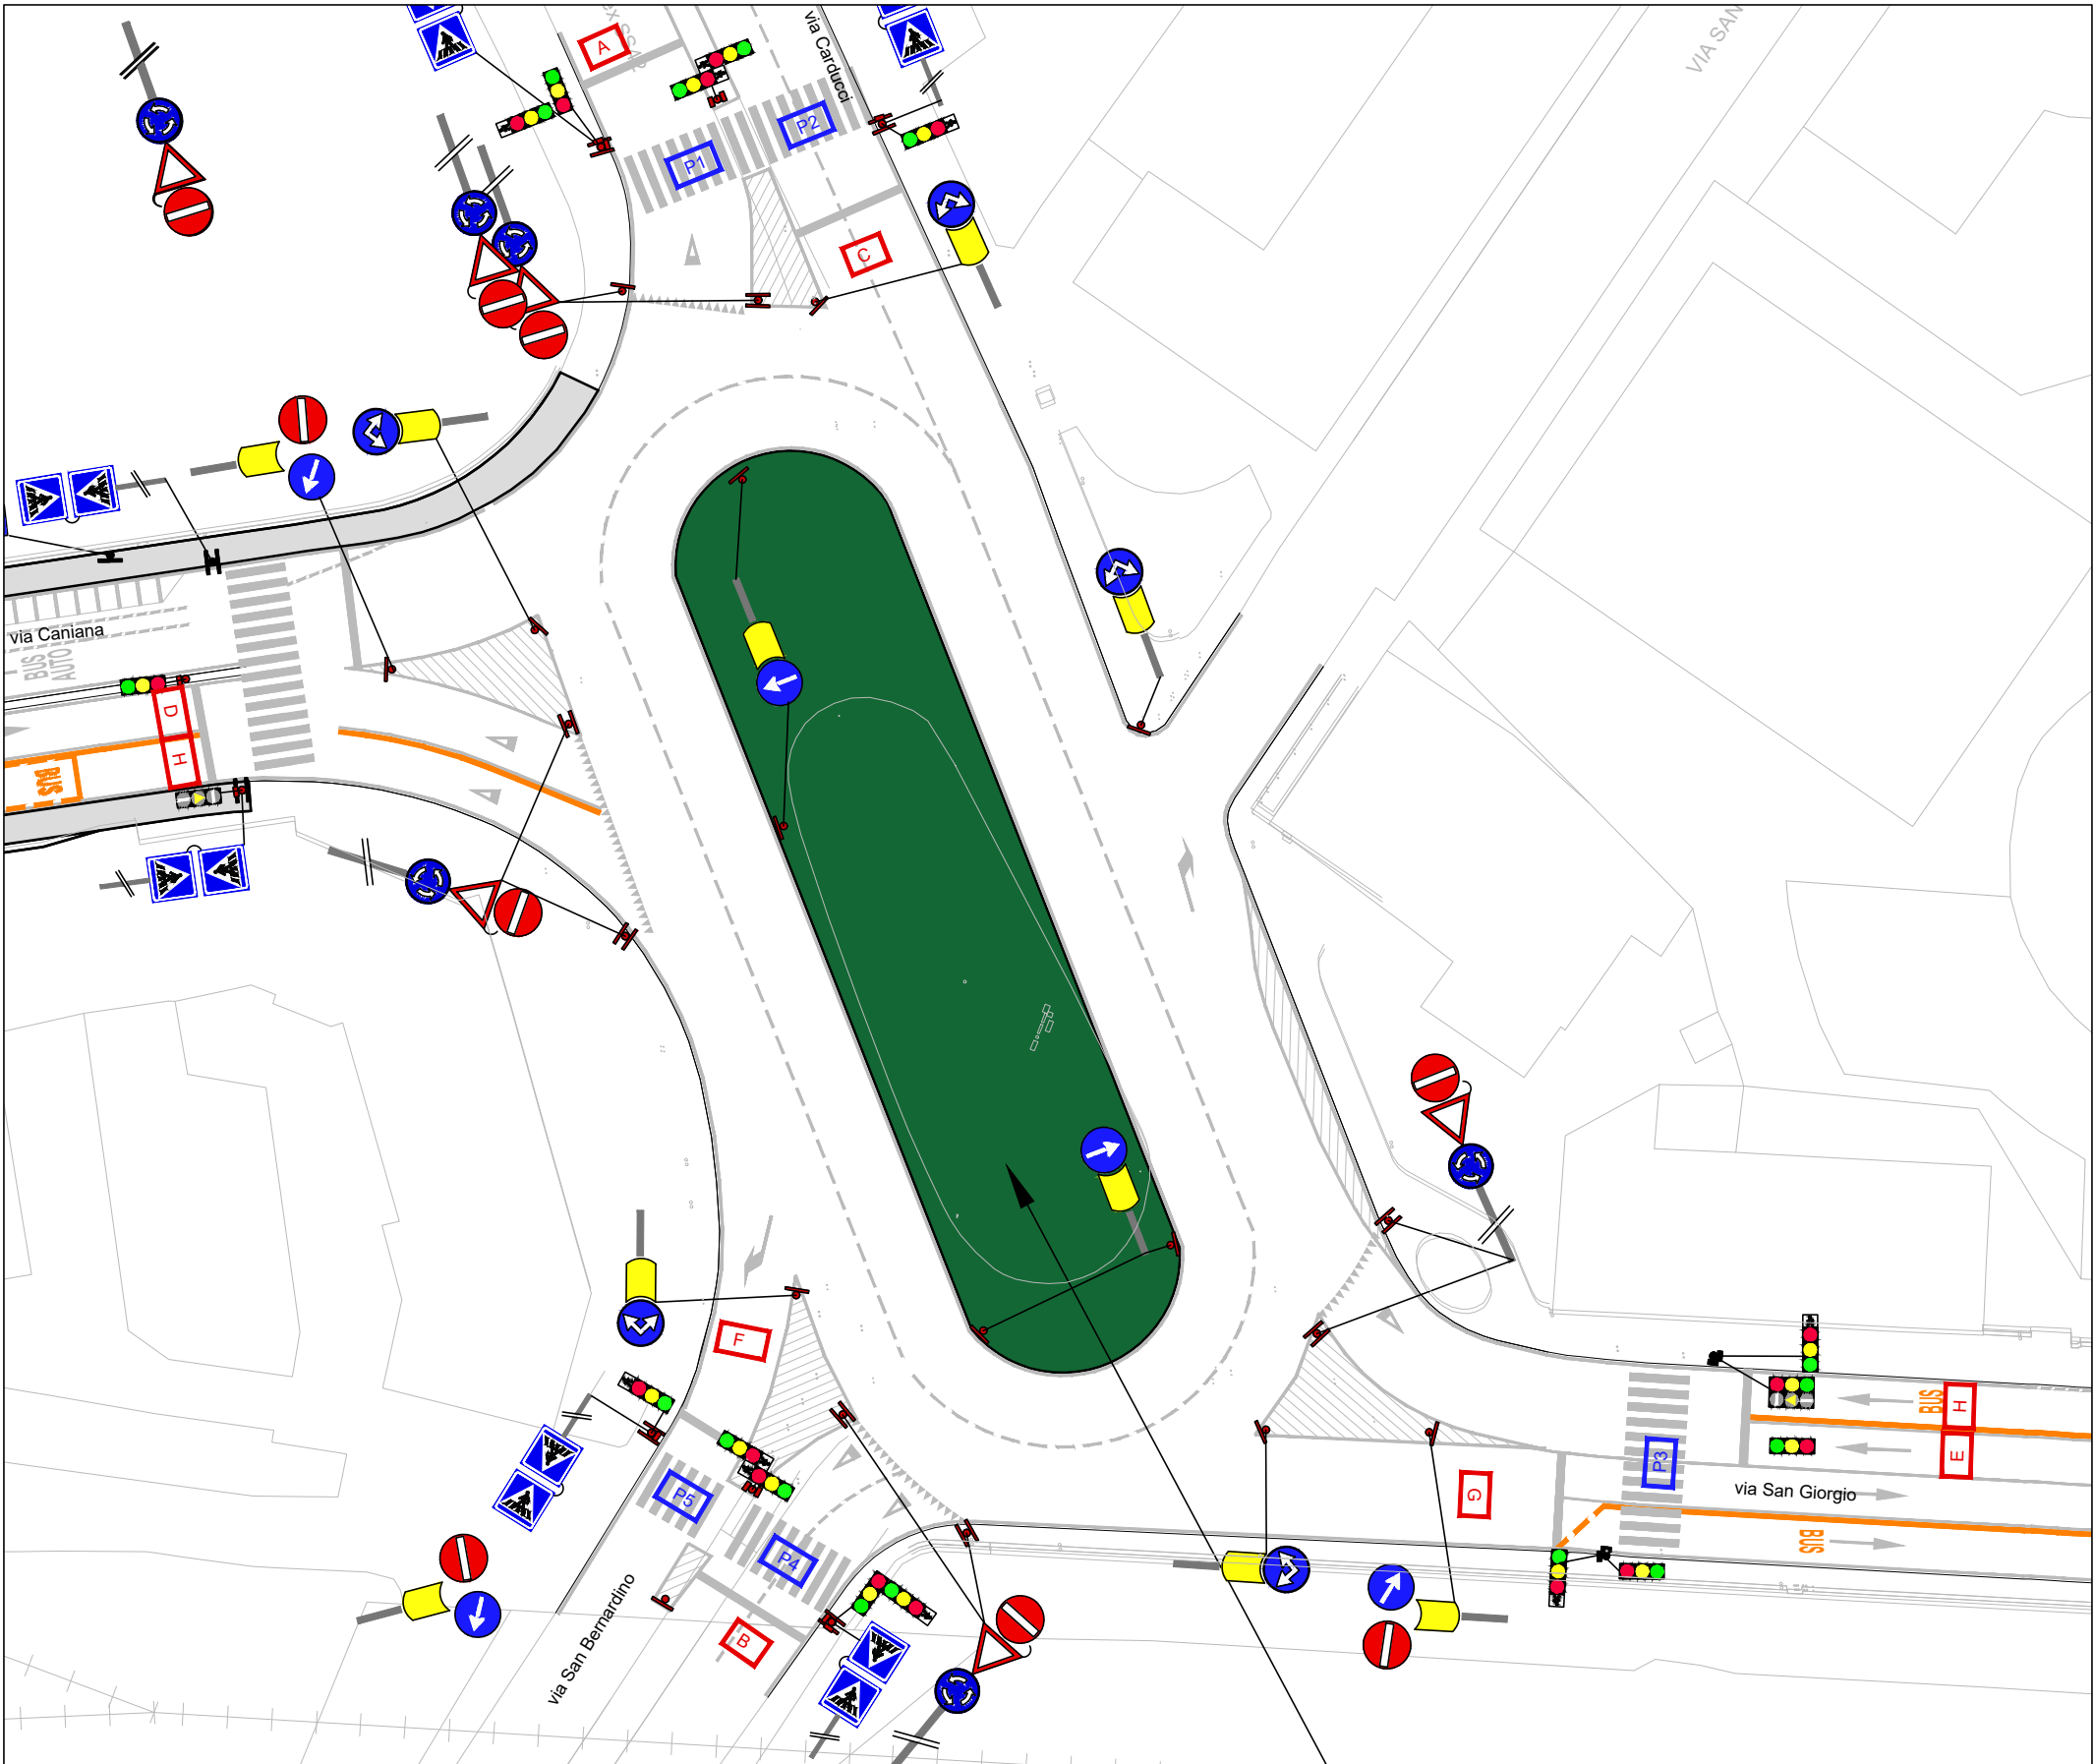 A
via Carducci
VIA SAN
P2
P1
C
via Caniana
BUS
AUTO
D
H
BUS
F
P5
P4
B
via San Bernardino
G
P3
BUS
H
E
via San Giorgio
BUS